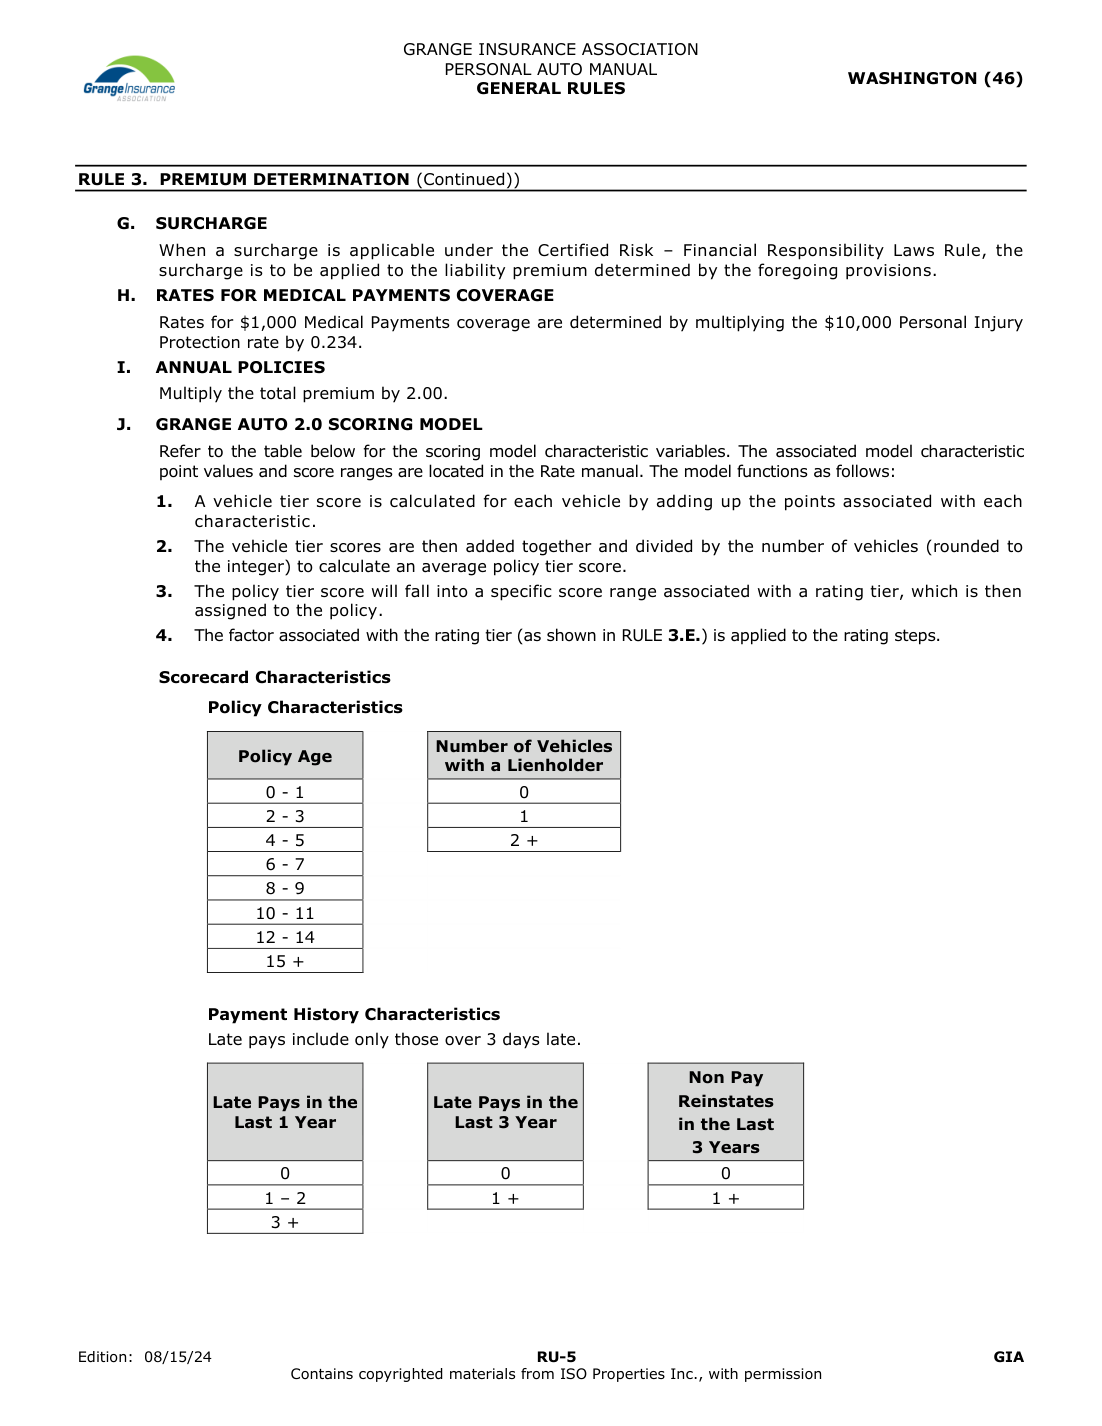 GrangeInsurance
ASSOCIATION
GRANGE INSURANCE ASSOCIATION
PERSONAL AUTO MANUAL
GENERAL RULES
WASHINGTON (46)
RULE 3. PREMIUM DETERMINATION (Continued))
G. SURCHARGE
When a surcharge is applicable under the Certified Risk – Financial Responsibility Laws Rule, the
surcharge is to be applied to the liability premium determined by the foregoing provisions.
H. RATES FOR MEDICAL PAYMENTS COVERAGE
Rates for $1,000 Medical Payments coverage are determined by multiplying the $10,000 Personal Injury
Protection rate by 0.234.
I. ANNUAL POLICIES
Multiply the total premium by 2.00.
J. GRANGE AUTO 2.0 SCORING MODEL
Refer to the table below for the scoring model characteristic variables. The associated model characteristic
point values and score ranges are located in the Rate manual. The model functions as follows:
1. A vehicle tier score is calculated for each vehicle by adding up the points associated with each
characteristic.
2. The vehicle tier scores are then added together and divided by the number of vehicles (rounded to
the integer) to calculate an average policy tier score.
3. The policy tier score will fall into a specific score range associated with a rating tier, which is then
assigned to the policy.
4. The factor associated with the rating tier (as shown in RULE 3.E.) is applied to the rating steps.
Scorecard Characteristics
Policy Characteristics
Policy Age
0 - 1
2 - 3
4 - 5
6 - 7
8 - 9
10 - 11
12 - 14
15 +
Number of Vehicles
with a Lienholder
0
1
2 +
Payment History Characteristics
Late pays include only those over 3 days late.
Late Pays in the
Last 1 Year
0
1 – 2
3 +
Late Pays in the
Last 3 Year
0
1 +
Non Pay
Reinstates
in the Last
3 Years
0
1 +
Edition: 08/15/24
RU-5
GIA
Contains copyrighted materials from ISO Properties Inc., with permission